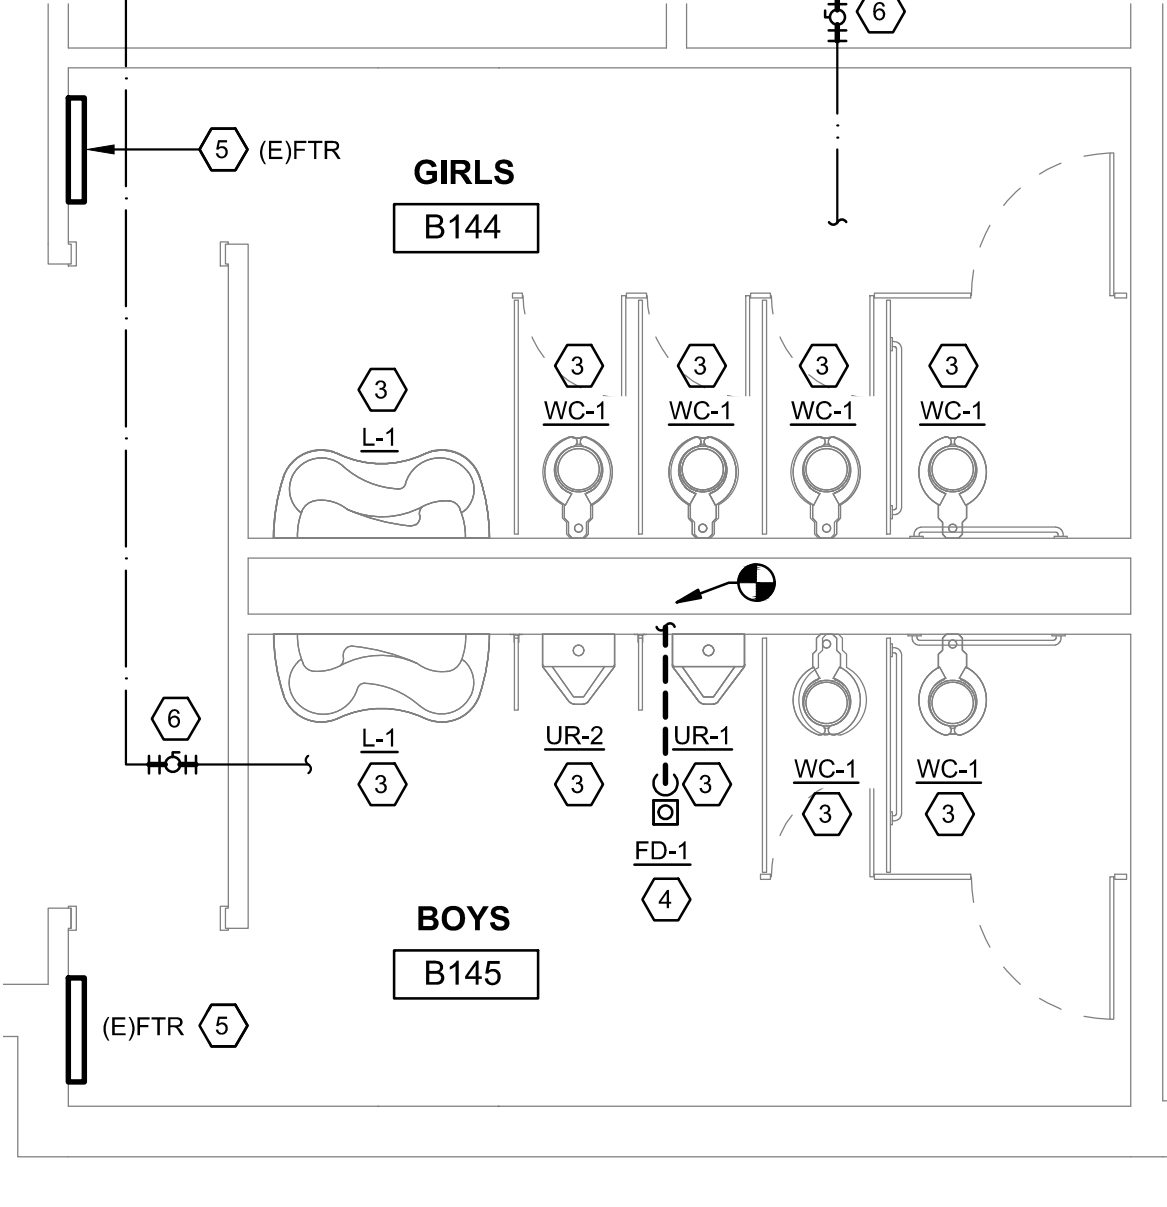 6
5 (E)FTR
GIRLS
B144
3 3 3 3
3
WC-1 WC-1 WC-1 WC-1
L-1
6
L-1 UR-2 UR-1
WC-1 WC-1
3 3 3
3 3
FD-1
4
BOYS
B145
(E)FTR 5